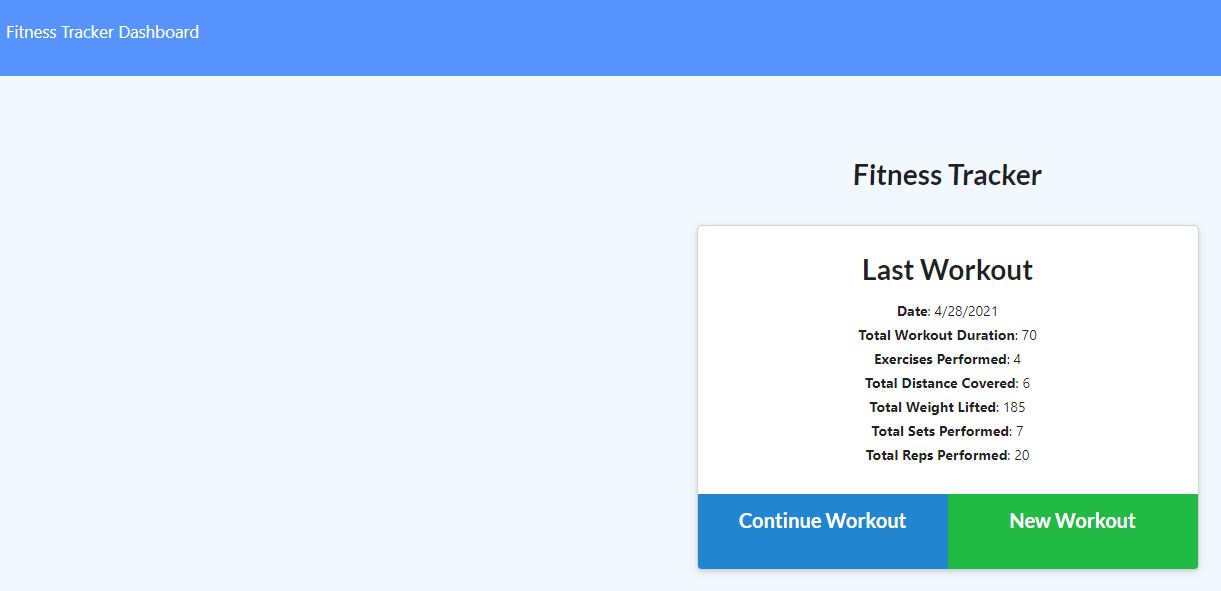 Fitness Tracker Dashboard
Fitness Tracker
Last Workout
Date: 4/28/2021
Total Workout Duration: 70
Exercises Performed: 4
Total Distance Covered: 6
Total Weight Lifted: 185
Total Sets Performed: 7
Total Reps Performed: 20
Continue Workout New Workout